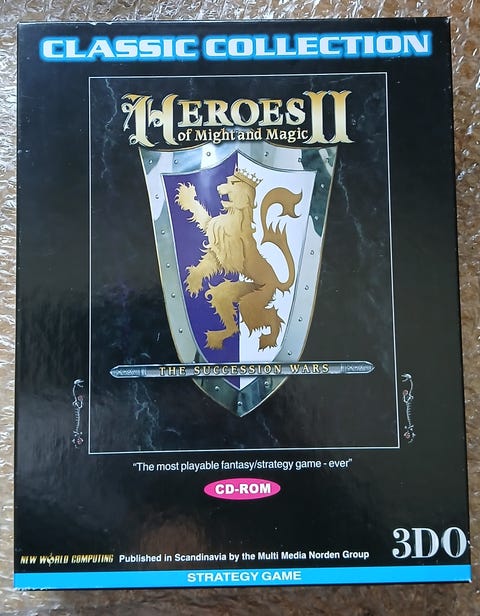 CLASSIC COLLECTION
HEROES II
of Might and Magic
THE SUCCESSION WARS
"The most playable fantasy/strategy game - ever"
CD-ROM
NEW WORLD COMPUTING Published in Scandinavia by the Multi Media Norden Group 3DO
STRATEGY GAME